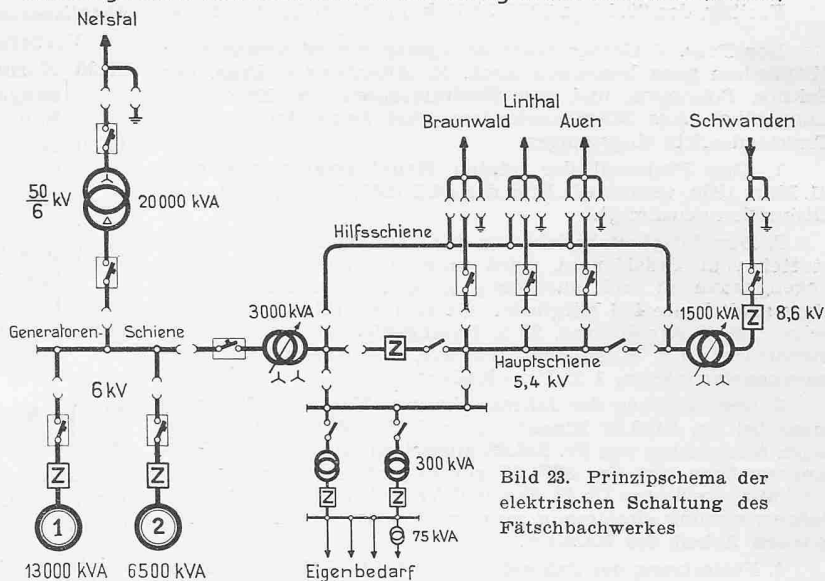 Netstal
50/6 kV
20000 kVA
Linthal
Braunwald Auen
Schwanden
Hilfsschiene
3000 kVA
1500 kVA
Z
8,6 kV
Generatoren- Schiene
Z
Hauptschiene
5,4 kV
6 kV
Z
Z
300 kVA
Z
Z
1
2
75 kVA
13000 kVA
6500 kVA
Eigenbedarf
Bild 23. Prinzipschema der
elektrischen Schaltung des
Fätschbachwerkes